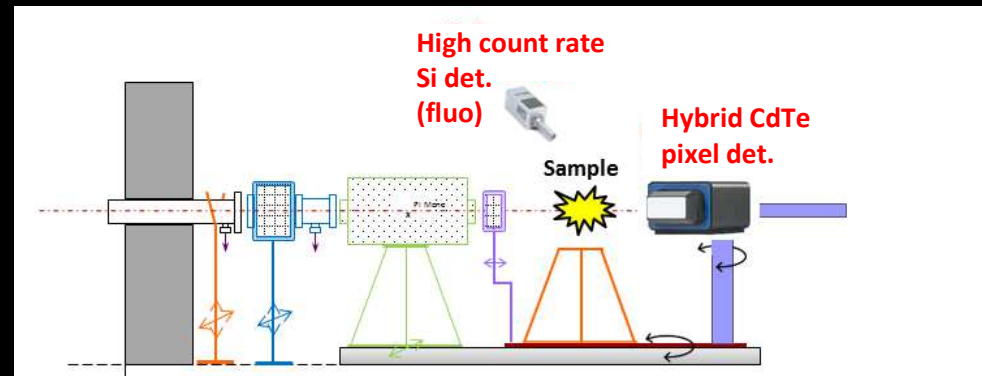 High count rate
Si det.
(fluo)
Hybrid CdTe
pixel det.
Sample